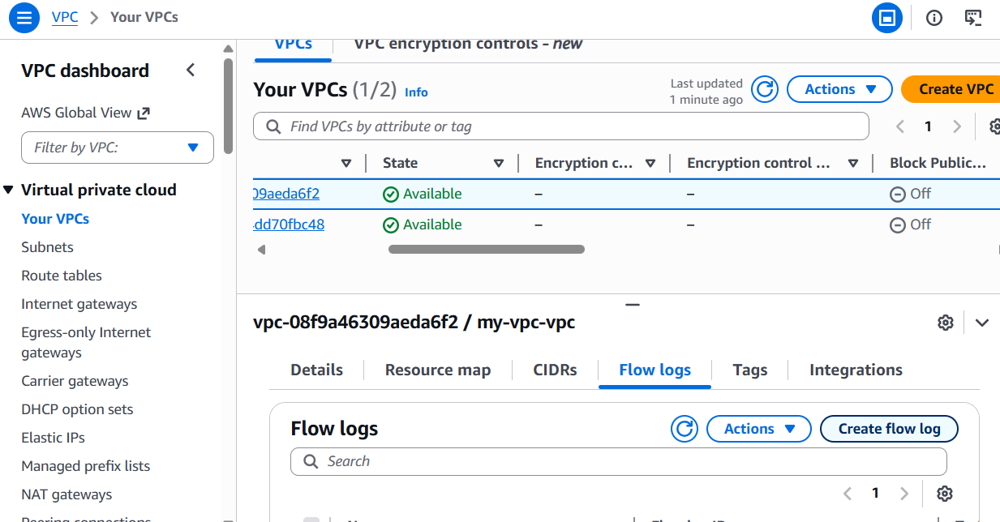 VPC > Your VPCs
VPC dashboard
AWS Global View
Filter by VPC:
Virtual private cloud
Your VPCs
Subnets
Route tables
Internet gateways
Egress-only Internet
gateways
Carrier gateways
DHCP option sets
Elastic IPs
Managed prefix lists
NAT gateways
Peering connections
VPCs VPC encryption controls - new
Your VPCs (1/2) Info
Last updated
1 minute ago
Actions
Create VPC
Find VPCs by attribute or tag
1
State Encryption c... Encryption control ... Block Public...
09aeda6f2 Available – – Off
dd70fbc48 Available – – Off
vpc-08f9a46309aeda6f2 / my-vpc-vpc
Details Resource map CIDRs Flow logs Tags Integrations
Flow logs Actions Create flow log
Search
1